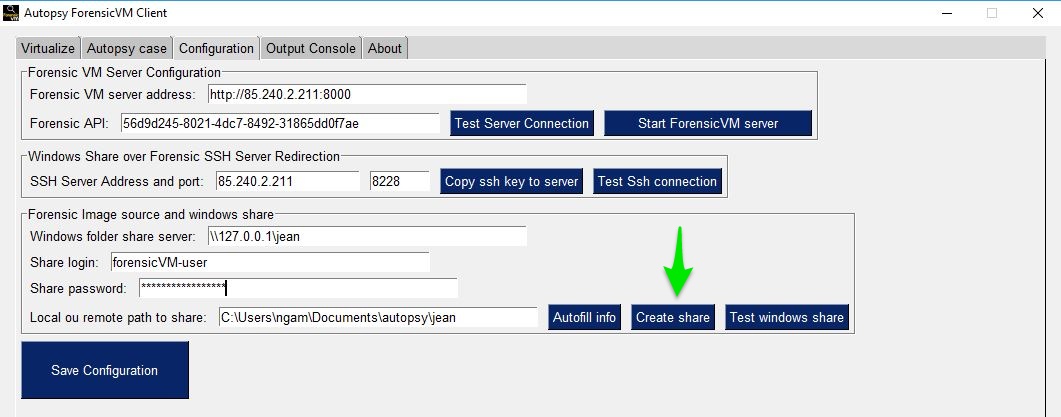 Autopsy ForensicVM Client
Virtualize Autopsy case Configuration Output Console About
Forensic VM Server Configuration
Forensic VM server address: http://85.240.2.211:8000
Forensic API: 56d9d245-8021-4dc7-8492-31865dd0f7ae Test Server Connection Start ForensicVM server
Windows Share over Forensic SSH Server Redirection
SSH Server Address and port: 85.240.2.211 8228 Copy ssh key to server Test Ssh connection
Forensic Image source and windows share
Windows folder share server: \\127.0.0.1\jean
Share login: forensicVM-user
Share password: *****************
Local ou remote path to share: C:\Users\ngam\Documents\autopsy\jean Autofill info Create share Test windows share
Save Configuration